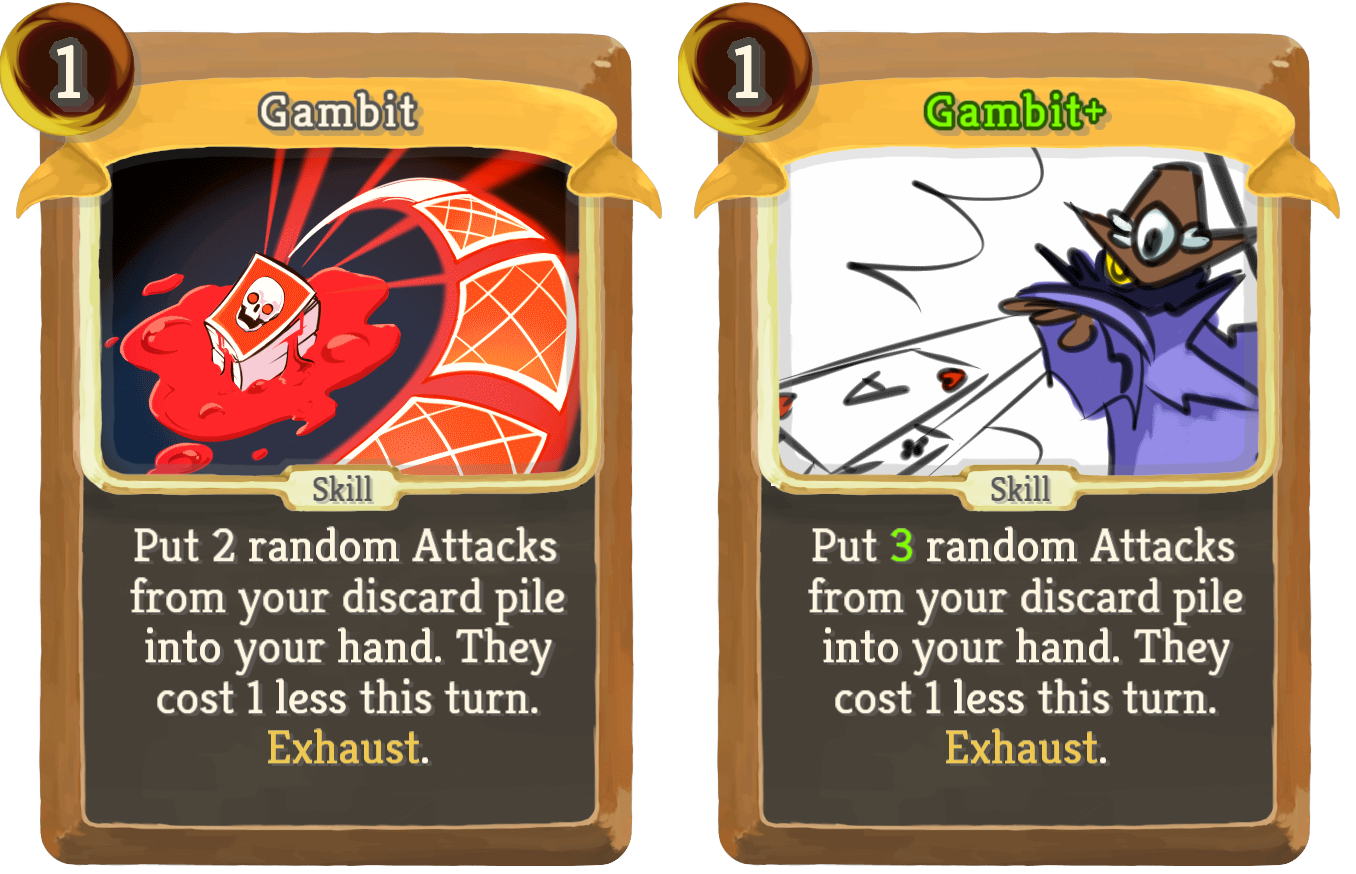 1
Gambit
Skill
Put 2 random Attacks
from your discard pile
into your hand. They
cost 1 less this turn.
Exhaust.
1
Gambit+
A
Skill
Put 3 random Attacks
from your discard pile
into your hand. They
cost 1 less this turn.
Exhaust.